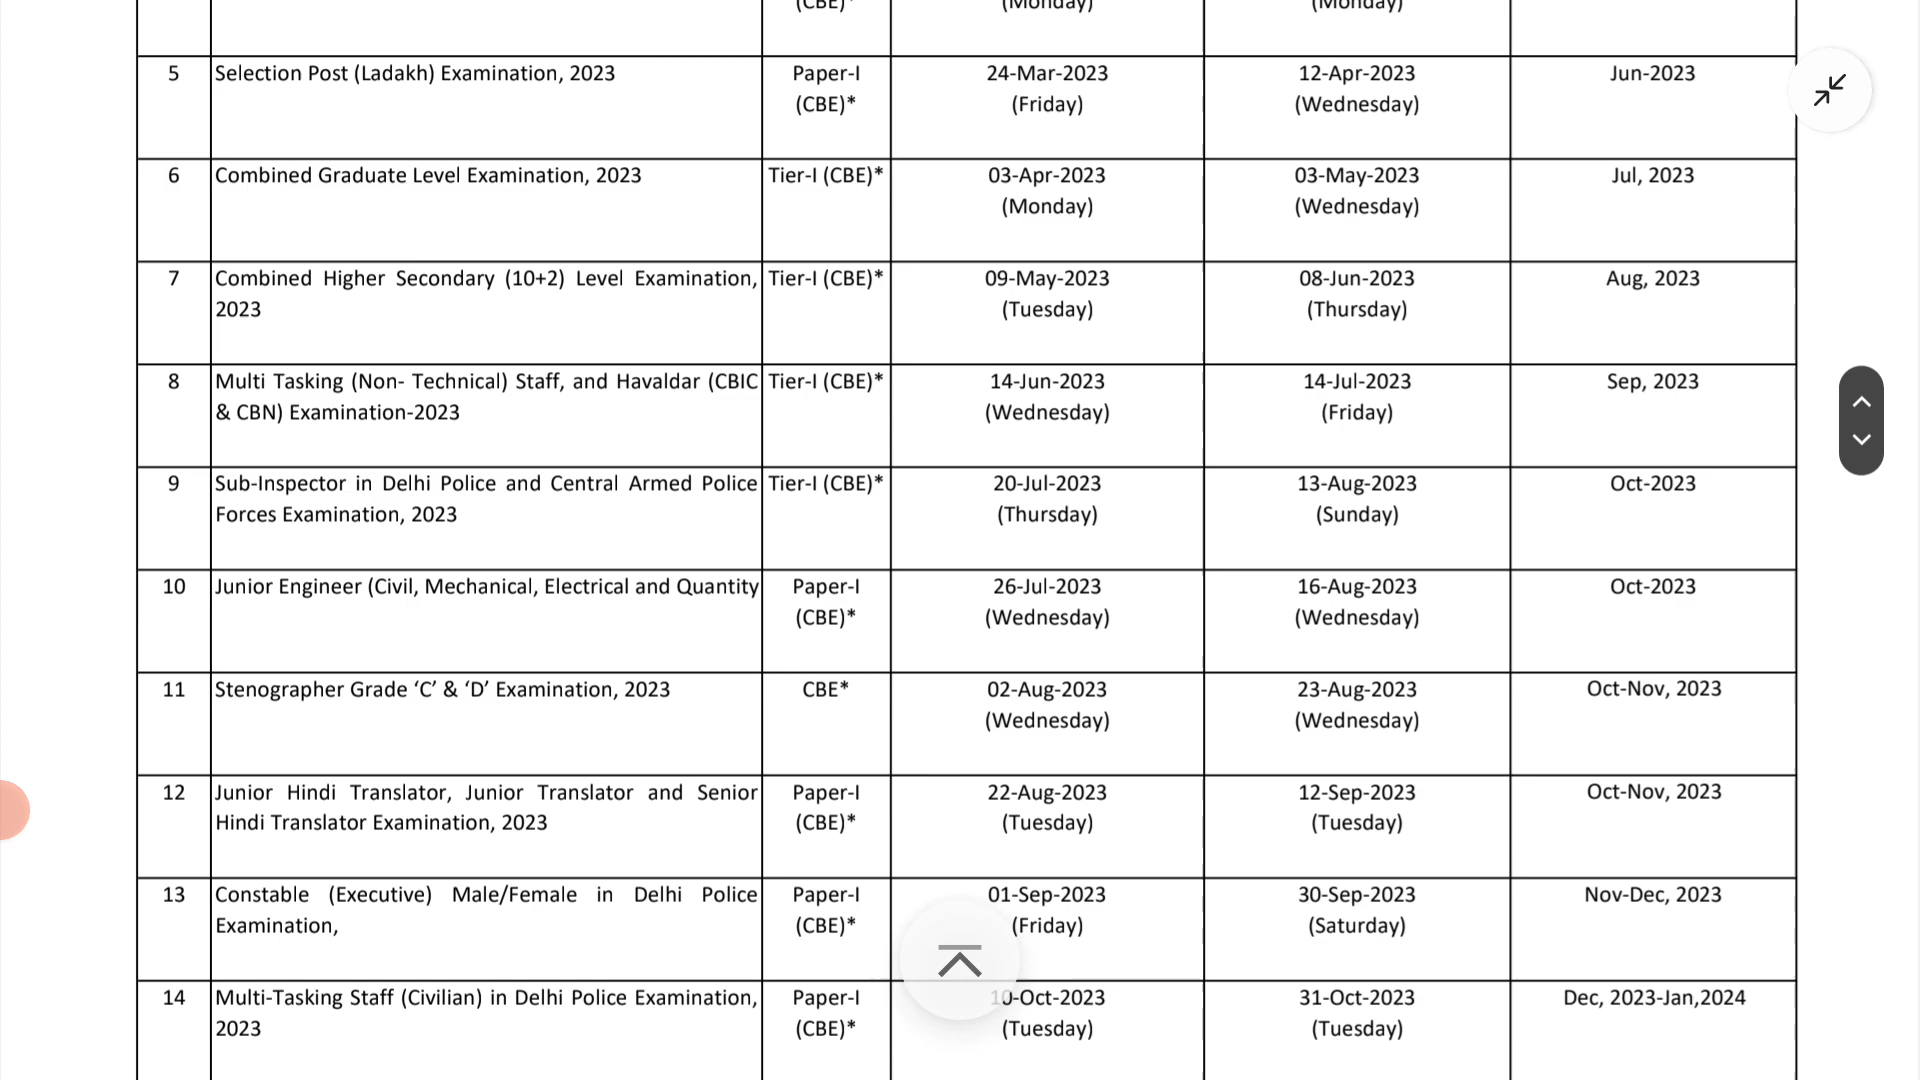 (CBE)* (Monday) (Monday)
5 Selection Post (Ladakh) Examination, 2023 Paper-I 24-Mar-2023 12-Apr-2023 Jun-2023
(CBE)* (Friday) (Wednesday)
6 Combined Graduate Level Examination, 2023 Tier-I (CBE)* 03-Apr-2023 03-May-2023 Jul, 2023
(Monday) (Wednesday)
7 Combined Higher Secondary (10+2) Level Examination, Tier-I (CBE)* 09-May-2023 08-Jun-2023 Aug, 2023
2023 (Tuesday) (Thursday)
8 Multi Tasking (Non- Technical) Staff, and Havaldar (CBIC Tier-I (CBE)* 14-Jun-2023 14-Jul-2023 Sep, 2023
& CBN) Examination-2023 (Wednesday) (Friday)
9 Sub-Inspector in Delhi Police and Central Armed Police Tier-I (CBE)* 20-Jul-2023 13-Aug-2023 Oct-2023
Forces Examination, 2023 (Thursday) (Sunday)
10 Junior Engineer (Civil, Mechanical, Electrical and Quantity Paper-I 26-Jul-2023 16-Aug-2023 Oct-2023
(CBE)* (Wednesday) (Wednesday)
11 Stenographer Grade ‘C’ & ‘D’ Examination, 2023 CBE* 02-Aug-2023 23-Aug-2023 Oct-Nov, 2023
(Wednesday) (Wednesday)
12 Junior Hindi Translator, Junior Translator and Senior Paper-I 22-Aug-2023 12-Sep-2023 Oct-Nov, 2023
Hindi Translator Examination, 2023 (CBE)* (Tuesday) (Tuesday)
13 Constable (Executive) Male/Female in Delhi Police Paper-I 01-Sep-2023 30-Sep-2023 Nov-Dec, 2023
Examination, (CBE)* (Friday) (Saturday)
14 Multi-Tasking Staff (Civilian) in Delhi Police Examination, Paper-I 10-Oct-2023 31-Oct-2023 Dec, 2023-Jan,2024
2023 (CBE)* (Tuesday) (Tuesday)